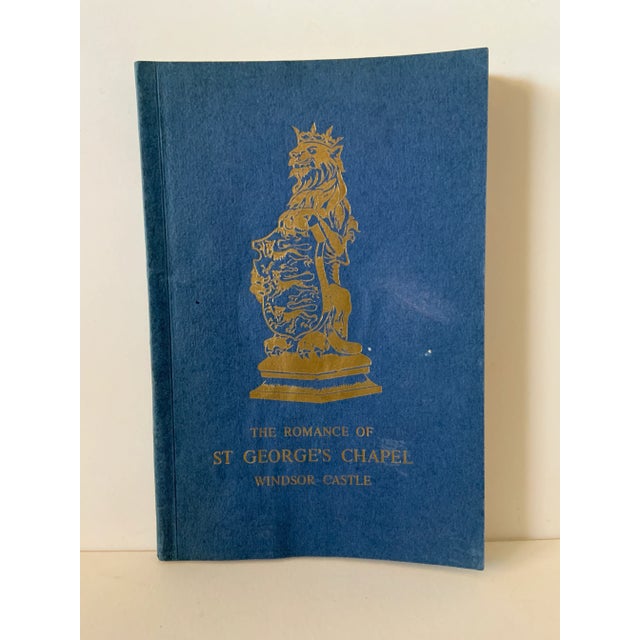 THE ROMANCE OF
ST GEORGE'S CHAPEL
WINDSOR CASTLE